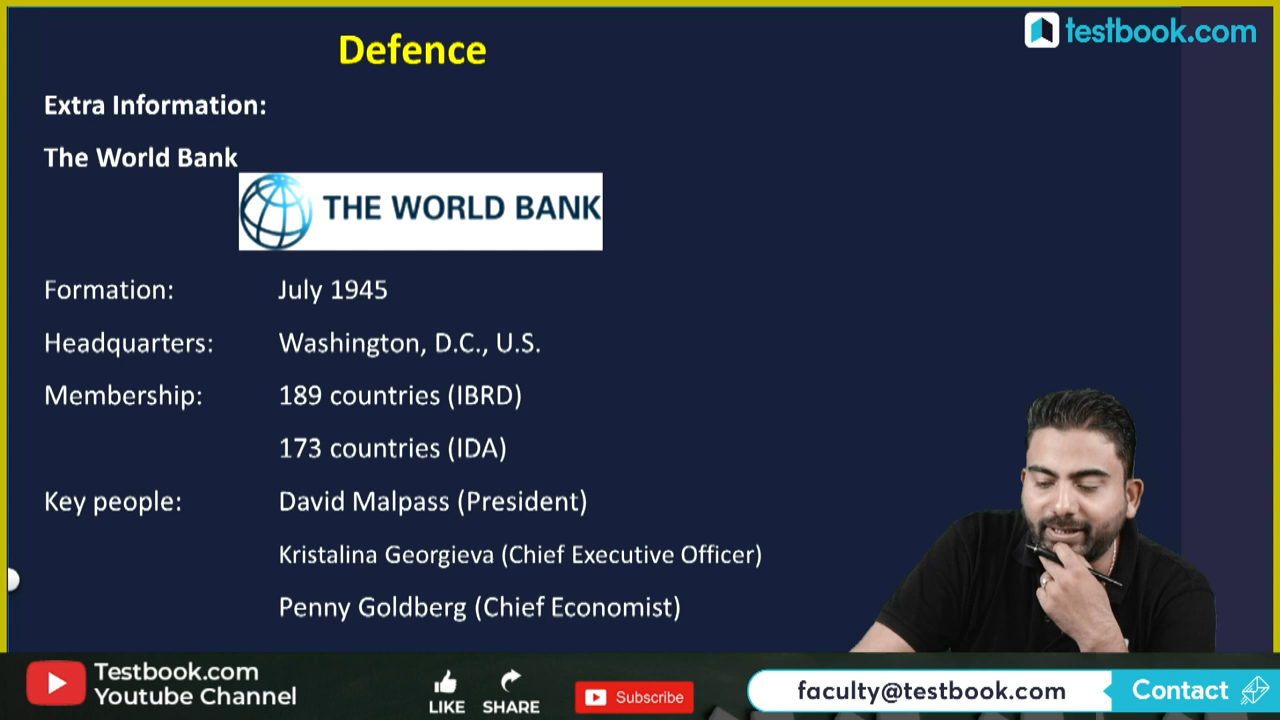 Defence
testbook.com
Extra Information:
The World Bank
THE WORLD BANK
Formation: July 1945
Headquarters: Washington, D.C., U.S.
Membership: 189 countries (IBRD)
173 countries (IDA)
Key people: David Malpass (President)
Kristalina Georgieva (Chief Executive Officer)
Penny Goldberg (Chief Economist)
Testbook.com
Youtube Channel
LIKE SHARE
Subscribe
faculty@testbook.com
Contact